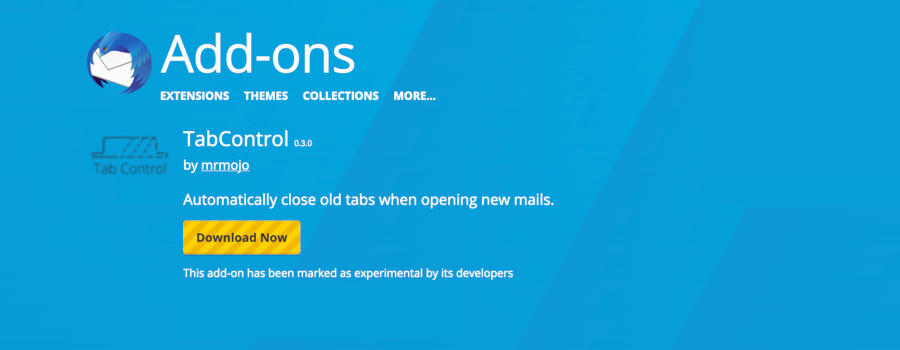 Add-ons
EXTENSIONS THEMES COLLECTIONS MORE...
TabControl 0.3.0
Tab Control
by mrmojo
Automatically close old tabs when opening new mails.
Download Now
This add-on has been marked as experimental by its developers